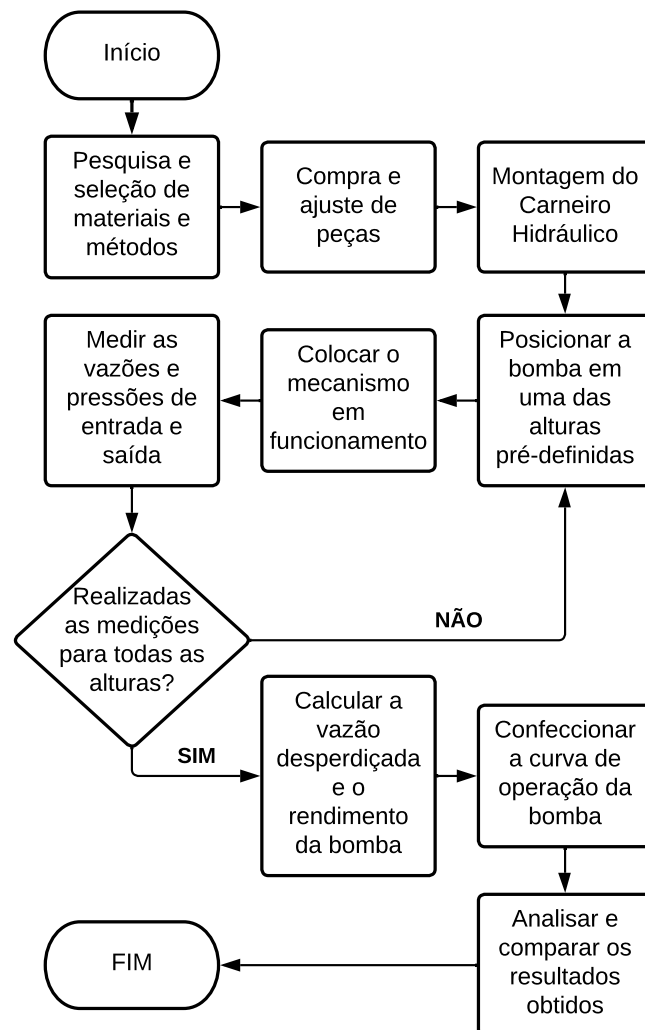 Início
Pesquisa e
seleção de
materiais e
métodos
Compra e
ajuste de
peças
Montagem do
Carneiro
Hidráulico
Posicionar a
bomba em
uma das
alturas
pré-definidas
Colocar o
mecanismo
em
funcionamento
Medir as
vazões e
pressões de
entrada e
saída
Realizadas
as medições
para todas as
alturas?
NÃO
SIM
Calcular a
vazão
desperdiçada
e o
rendimento
da bomba
Confeccionar
a curva de
operação da
bomba
Analisar e
comparar os
resultados
obtidos
FIM